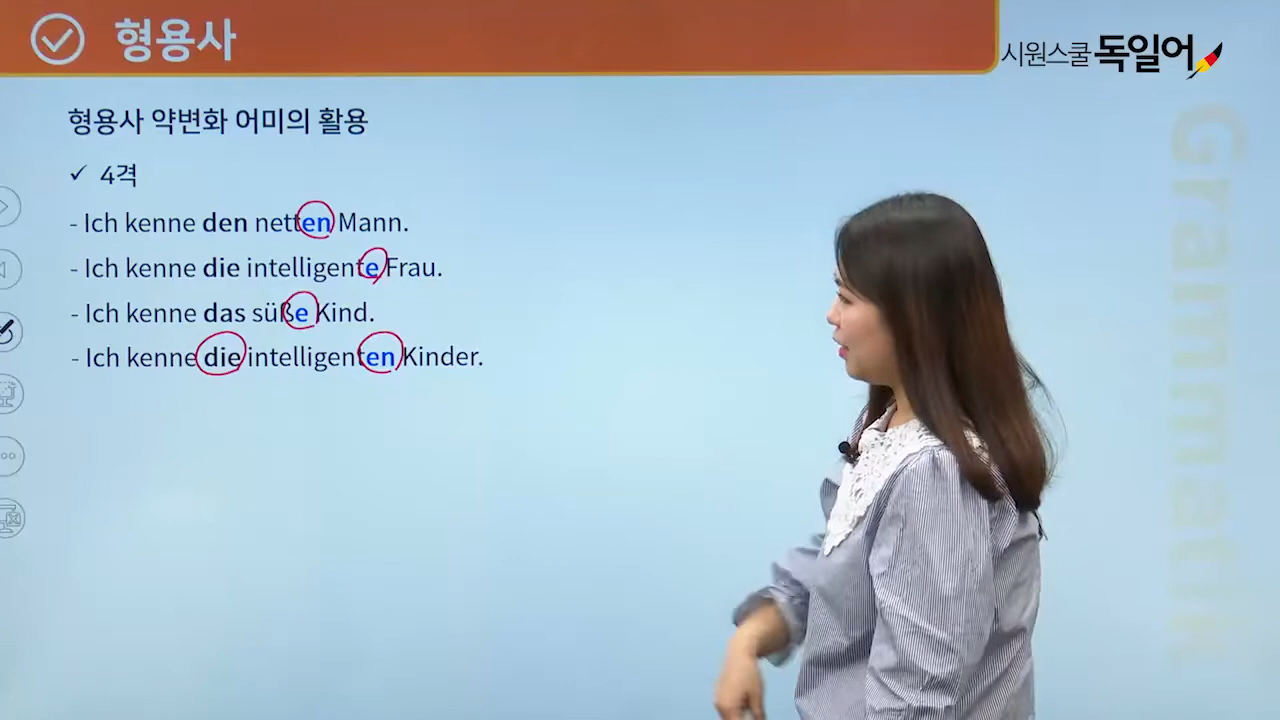 형용사
시원스쿨 독일어
형용사 약변화 어미의 활용
✓ 4격
- Ich kenne den netten Mann.
- Ich kenne die intelligente Frau.
- Ich kenne das süße Kind.
- Ich kenne die intelligenten Kinder.
Grammatik